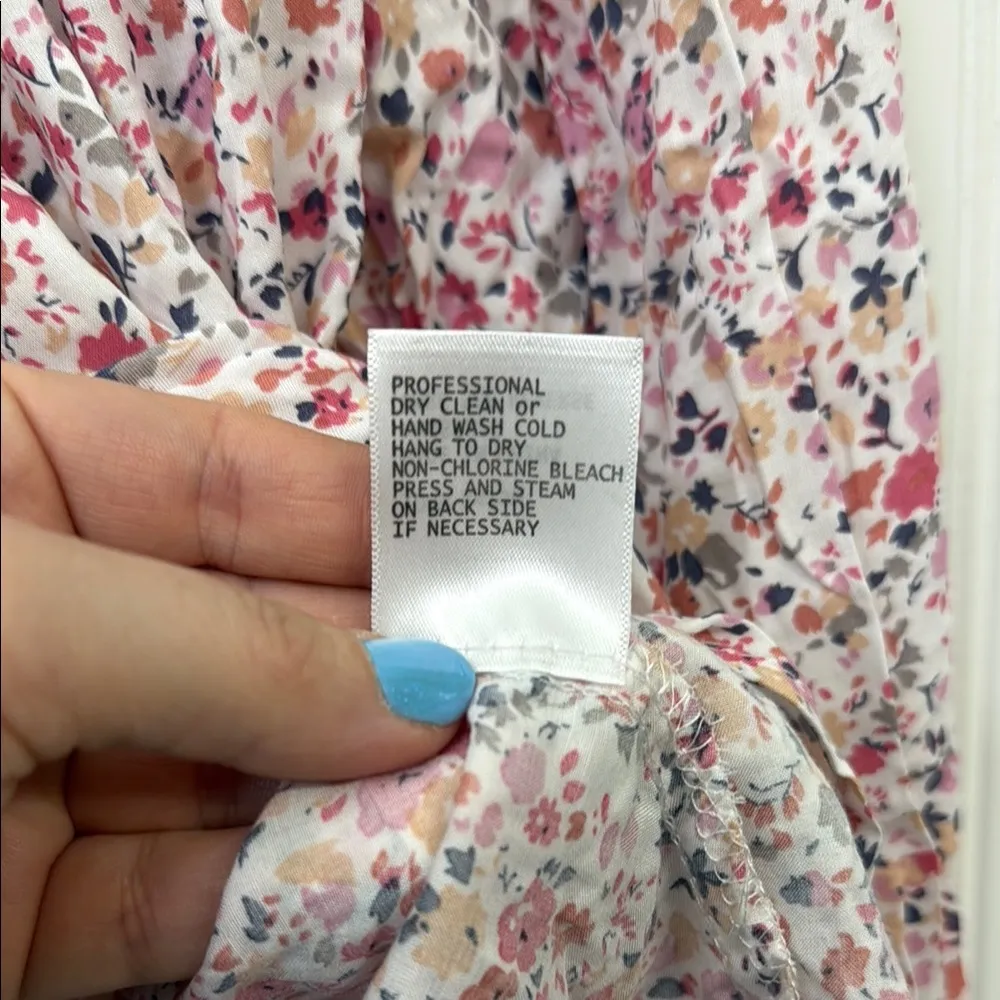 PROFESSIONAL
DRY CLEAN or
HAND WASH COLD
HANG TO DRY
NON-CHLORINE BLEACH
PRESS AND STEAM
ON BACK SIDE
IF NECESSARY